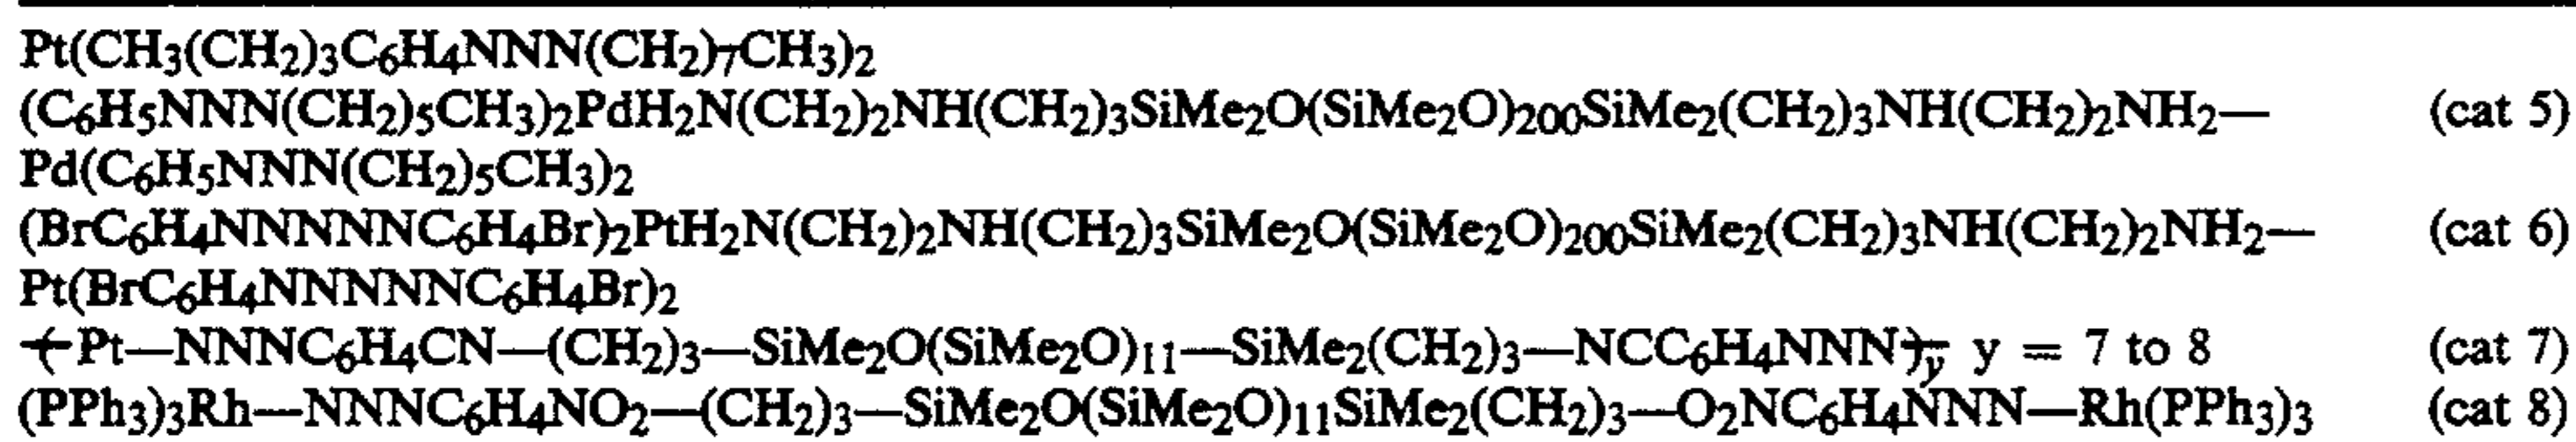 Pt(CH3(CH2)3C6H4NNN(CH2)7CH3)2
(C6H5NNN(CH2)5CH3)2PdH2N(CH2)2NH(CH2)3SiMe2O(SiMe2O)200SiMe2(CH2)3NH(CH2)2NH2— (cat 5)
Pd(C6H5NNN(CH2)5CH3)2
(BrC6H4NNNNNC6H4Br)2PtH2N(CH2)2NH(CH2)3SiMe2O(SiMe2O)200SiMe2(CH2)3NH(CH2)2NH2— (cat 6)
Pt(BrC6H4NNNNNC6H4Br)2
(Pt—NNNC6H4CN—(CH2)3—SiMe2O(SiMe2O)11—SiMe2(CH2)3—NCC6H4NNN)y y = 7 to 8 (cat 7)
(PPh3)3Rh—NNNC6H4NO2—(CH2)3—SiMe2O(SiMe2O)11SiMe2(CH2)3—O2NC6H4NNN—Rh(PPh3)3 (cat 8)